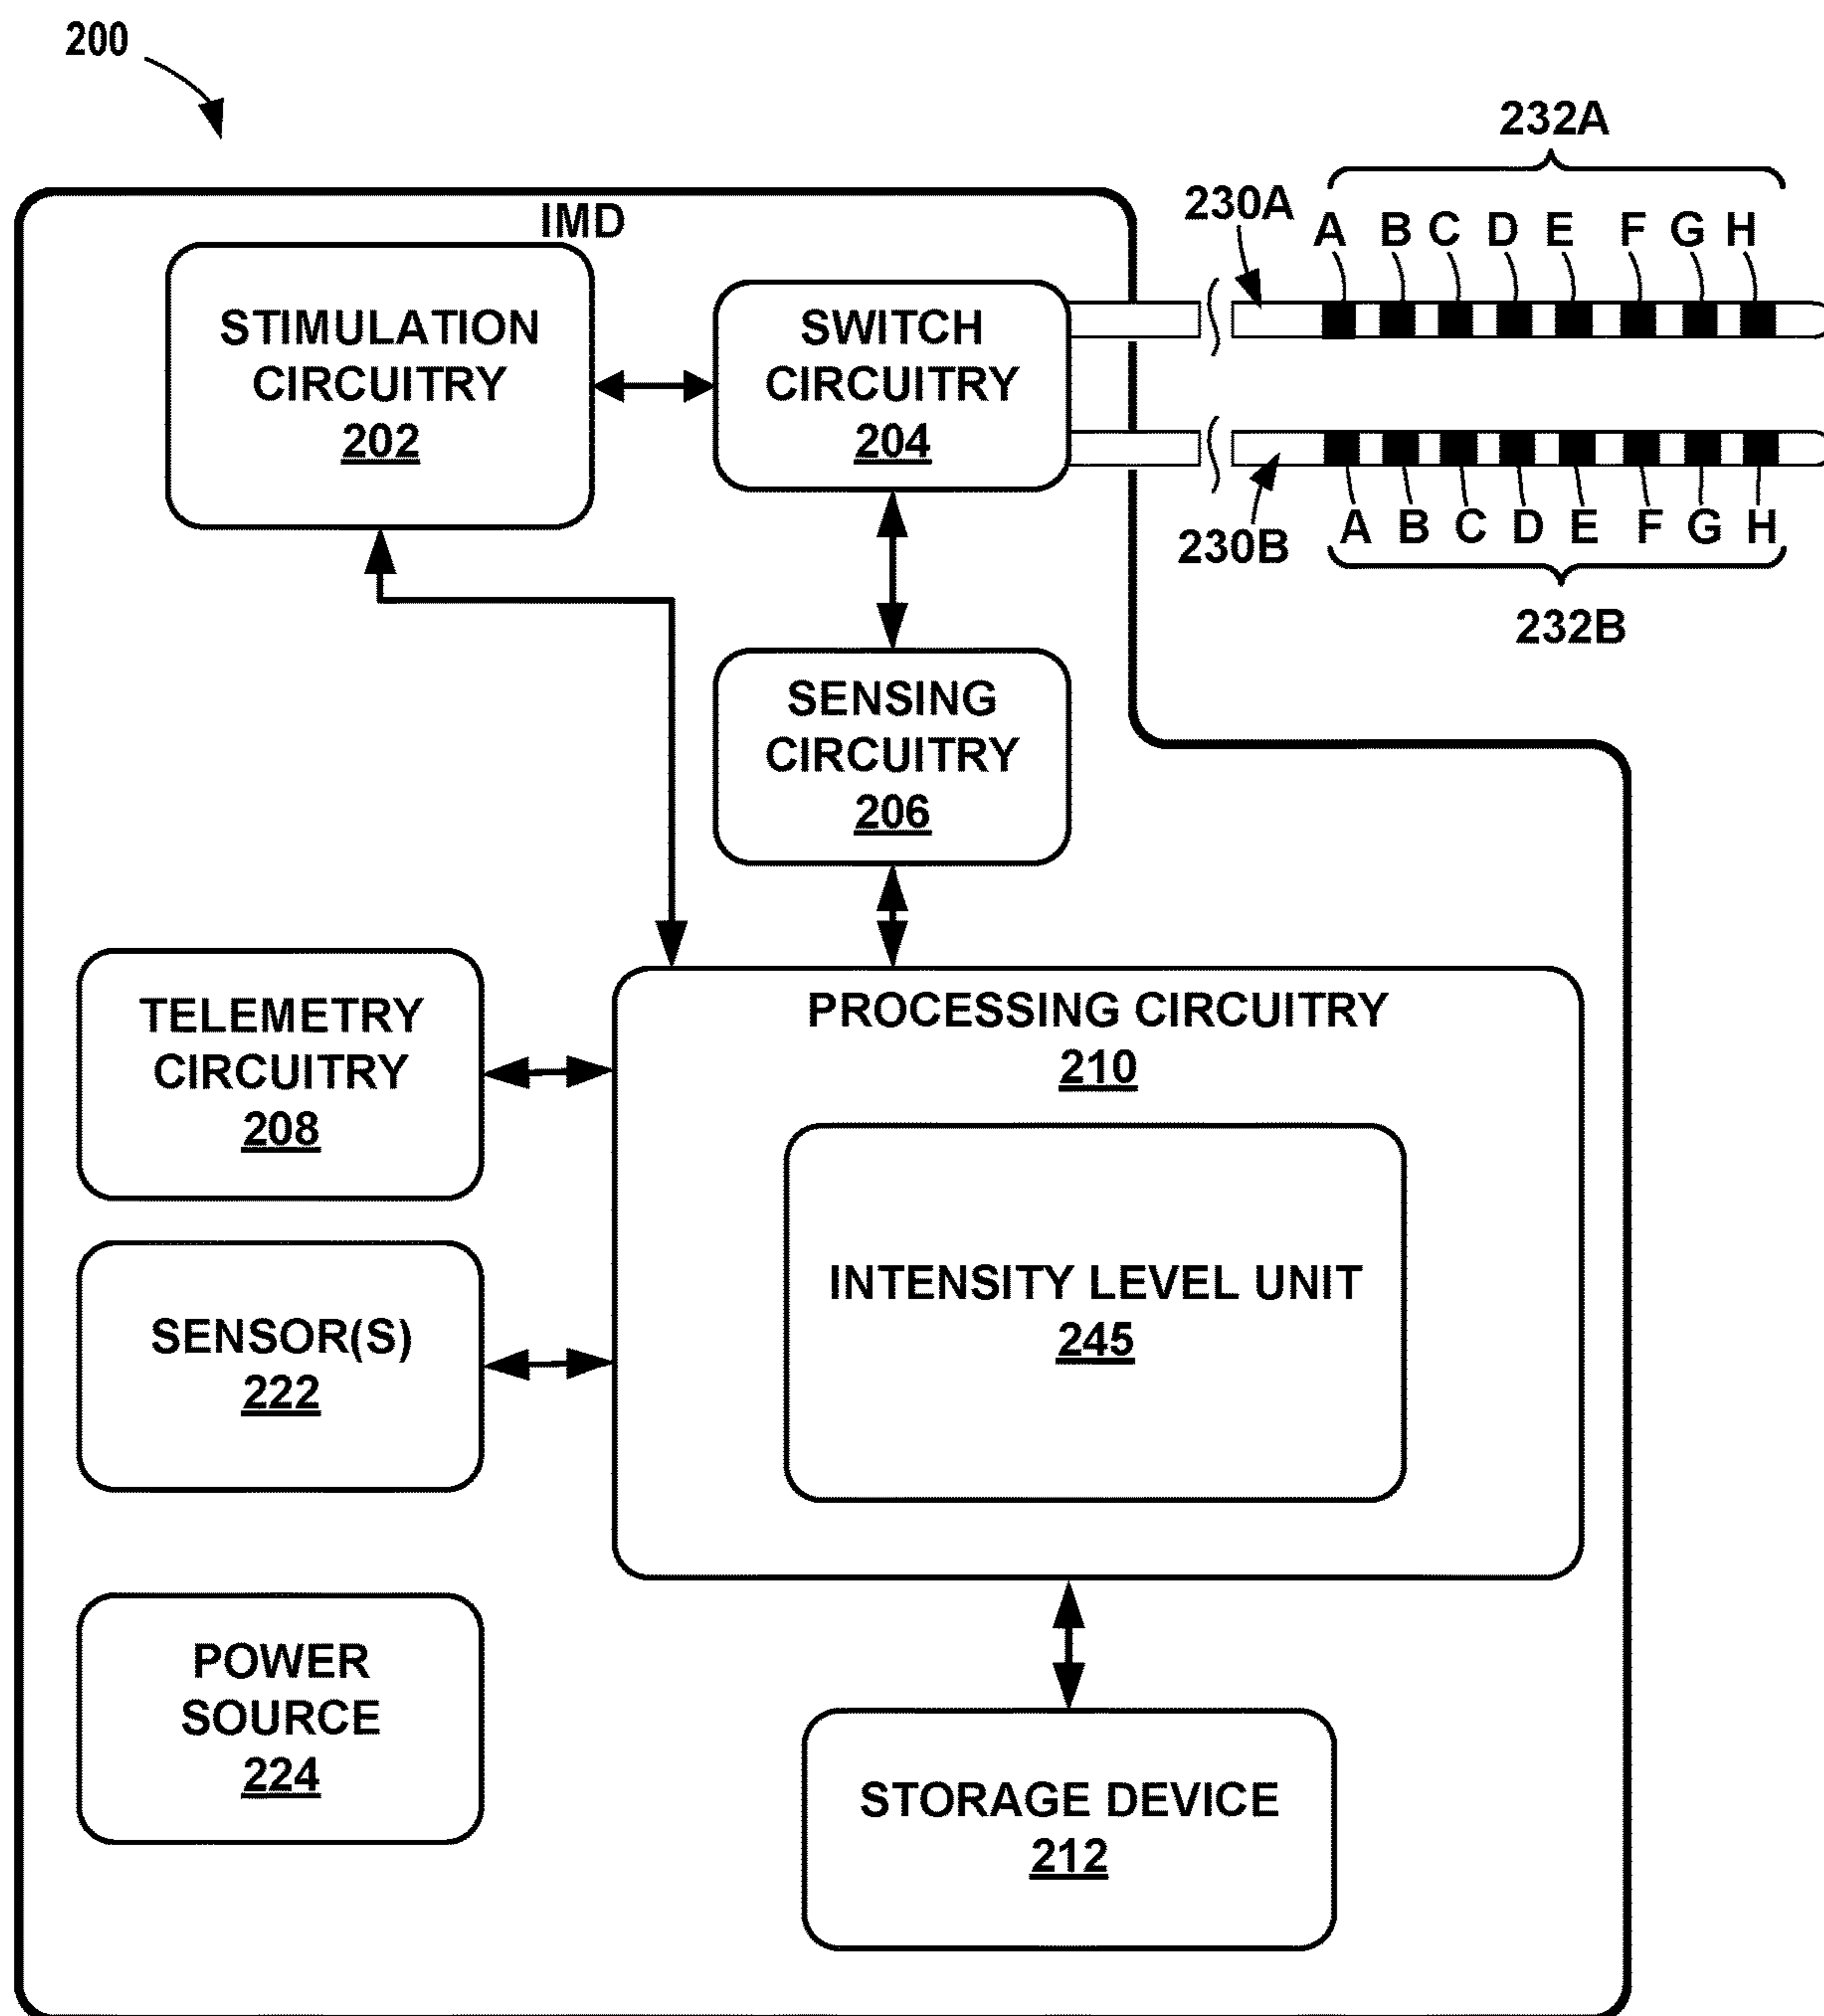 200
232A
IMD
230A
A B C D E F G H
STIMULATION
CIRCUITRY
202
SWITCH
CIRCUITRY
204
230B
A B C D E F G H
232B
SENSING
CIRCUITRY
206
TELEMETRY
CIRCUITRY
208
PROCESSING CIRCUITRY
210
INTENSITY LEVEL UNIT
245
SENSOR(S)
222
POWER
SOURCE
224
STORAGE DEVICE
212